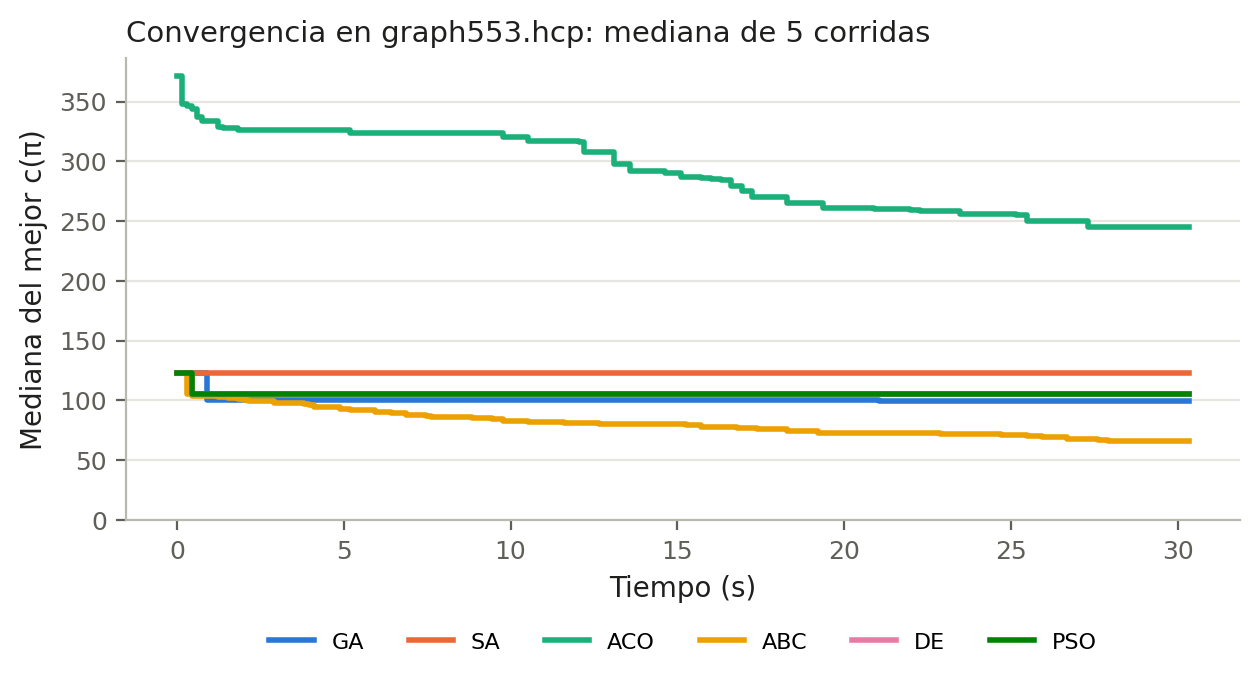 Convergencia en graph553.hcp: mediana de 5 corridas
Mediana del mejor c(π)
350
300
250
200
150
100
50
0
0 5 10 15 20 25 30
Tiempo (s)
GA SA ACO ABC DE PSO